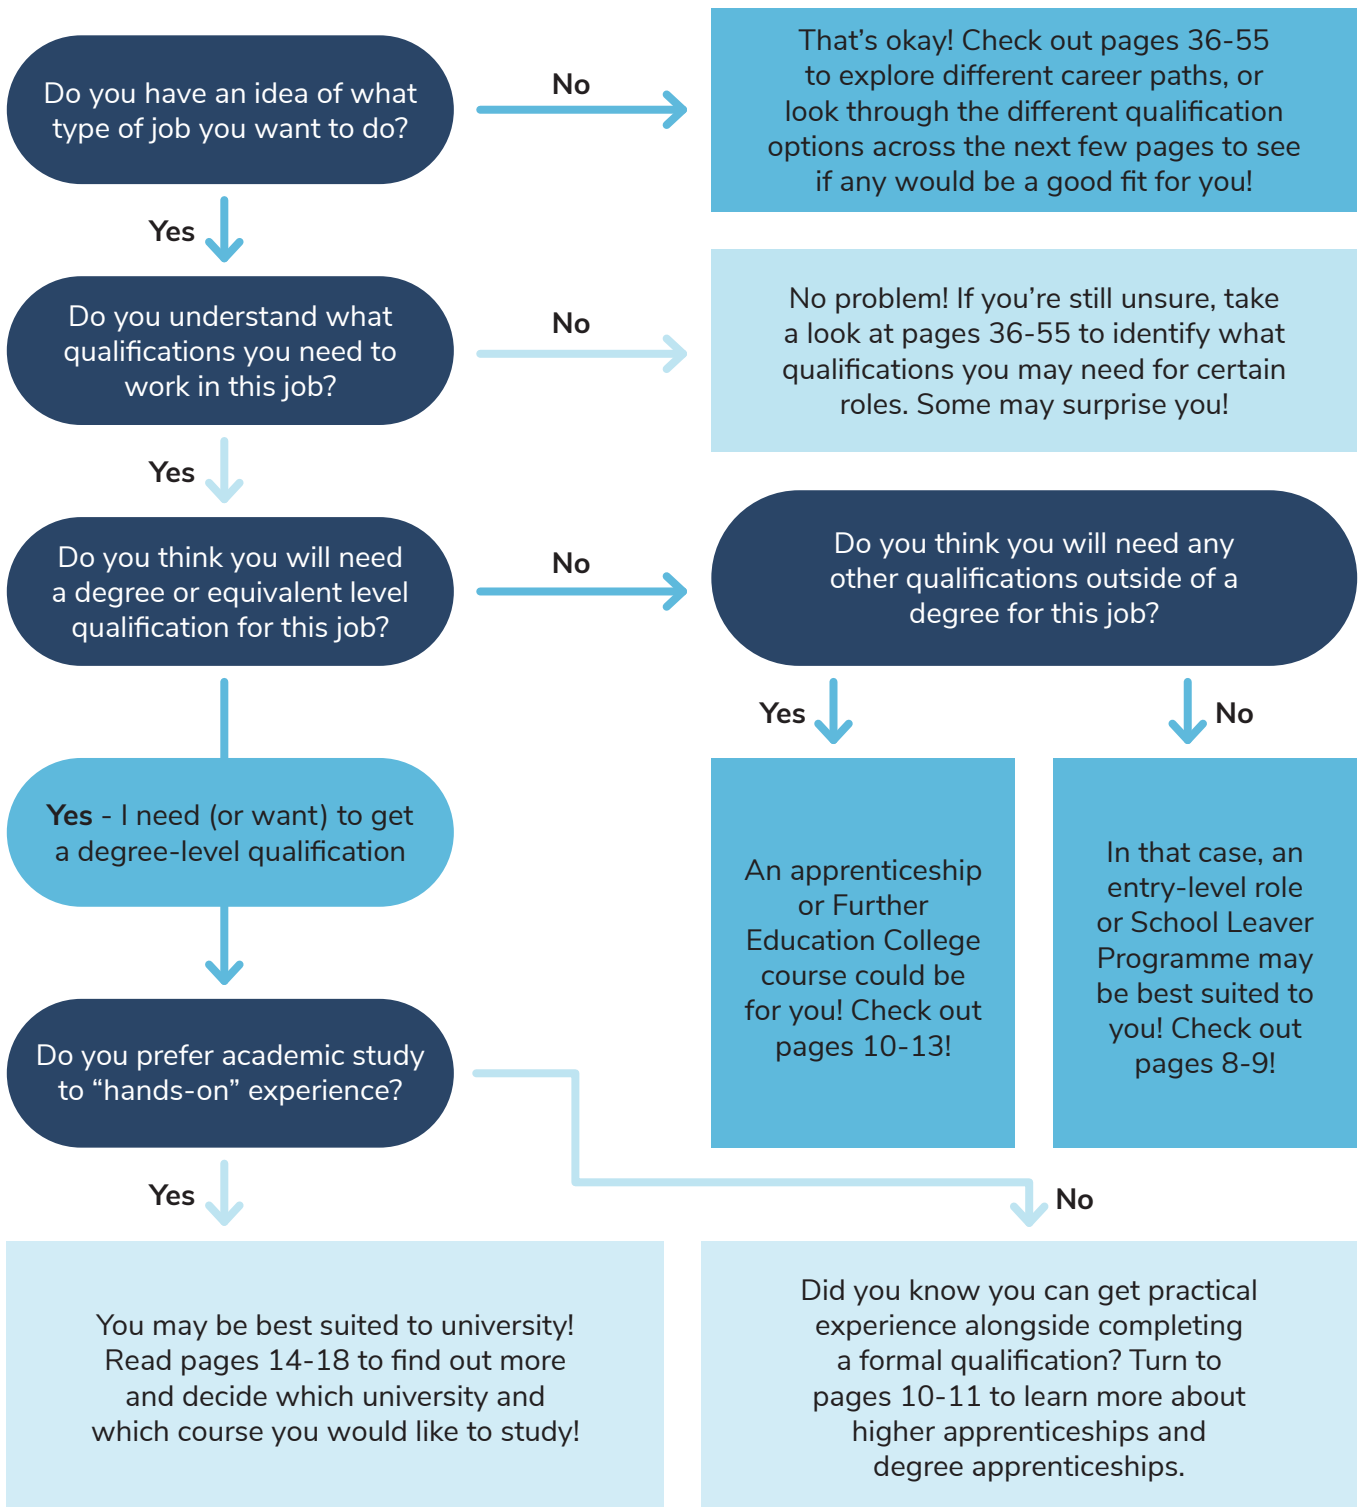 Do you have an idea of what
type of job you want to do?
No
That’s okay! Check out pages 36-55
to explore different career paths, or
look through the different qualification
options across the next few pages to see
if any would be a good fit for you!
Yes
Do you understand what
qualifications you need to
work in this job?
No
No problem! If you’re still unsure, take
a look at pages 36-55 to identify what
qualifications you may need for certain
roles. Some may surprise you!
Yes
Do you think you will need
a degree or equivalent level
qualification for this job?
No
Do you think you will need any
other qualifications outside of a
degree for this job?
Yes
An apprenticeship
or Further
Education College
course could be
for you! Check out
pages 10-13!
No
In that case, an
entry-level role
or School Leaver
Programme may
be best suited to
you! Check out
pages 8-9!
Yes - I need (or want) to get
a degree-level qualification
Do you prefer academic study
to “hands-on” experience?
Yes
You may be best suited to university!
Read pages 14-18 to find out more
and decide which university and
which course you would like to study!
No
Did you know you can get practical
experience alongside completing
a formal qualification? Turn to
pages 10-11 to learn more about
higher apprenticeships and
degree apprenticeships.